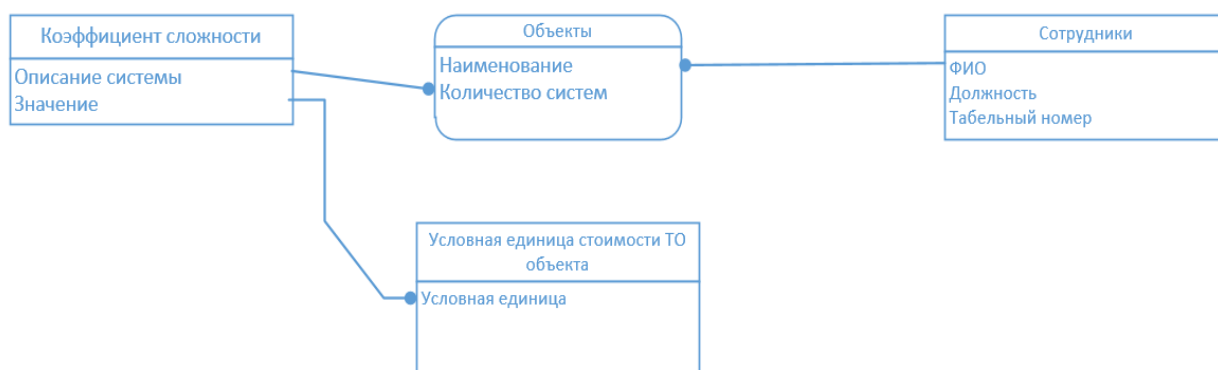 Коэффициент сложности
Описание системы
Значение
Объекты
Наименование
Количество систем
Сотрудники
ФИО
Должность
Табельный номер
Условная единица стоимости ТО
объекта
Условная единица